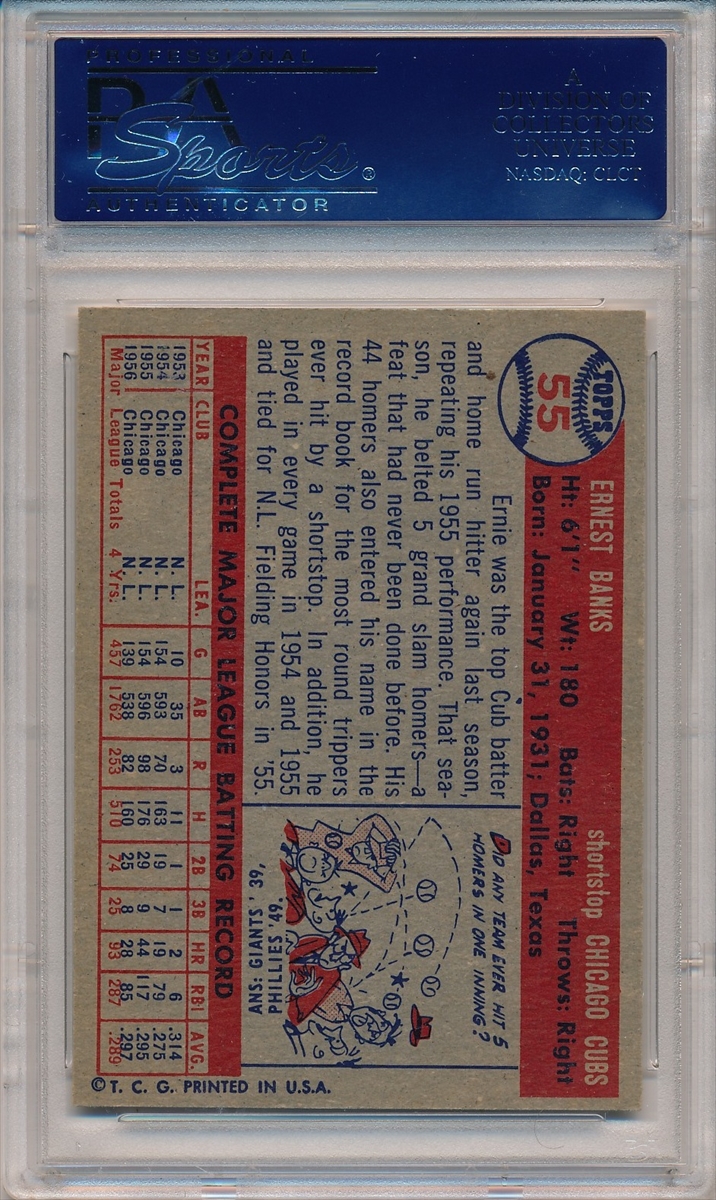 PROFESSIONAL
PSA
Sports®
AUTHENTICATOR
A
DIVISION OF
COLLECTORS
UNIVERSE
NASDAQ: CLCT
TOPPS
55
ERNEST BANKS shortstop CHICAGO CUBS
Ht: 6'1" Wt: 180 Bats: Right Throws: Right
Born: January 31, 1931; Dallas, Texas
Ernie was the top Cub batter
and home run hitter again last season,
repeating his 1955 performance. That sea-
son, he belted 5 grand slam homers—a
feat that had never been done before. His
44 homers also entered his name in the
record book for the most round trippers
ever hit by a shortstop. In addition, he
played in every game in 1954 and 1955
and tied for N.L. Fielding Honors in '55.
DID ANY TEAM EVER HIT 5
HOMERS IN ONE INNING?
ANS. GIANTS '39,
PHILLIES '49.
COMPLETE MAJOR LEAGUE BATTING RECORD
YEAR CLUB LEA. G AB R H 2B 3B HR RBI AVG.
1953 Chicago N. L. 10 35 3 11 1 1 2 6 .314
1954 Chicago N. L. 154 593 70 163 19 7 19 79 .275
1955 Chicago N. L. 154 596 98 176 29 9 44 117 .295
1956 Chicago N. L. 139 538 82 160 25 8 28 85 .297
Major League Totals 4 Yrs. 457 1762 253 510 74 25 93 287 .289
© T. C. G. PRINTED IN U.S.A.